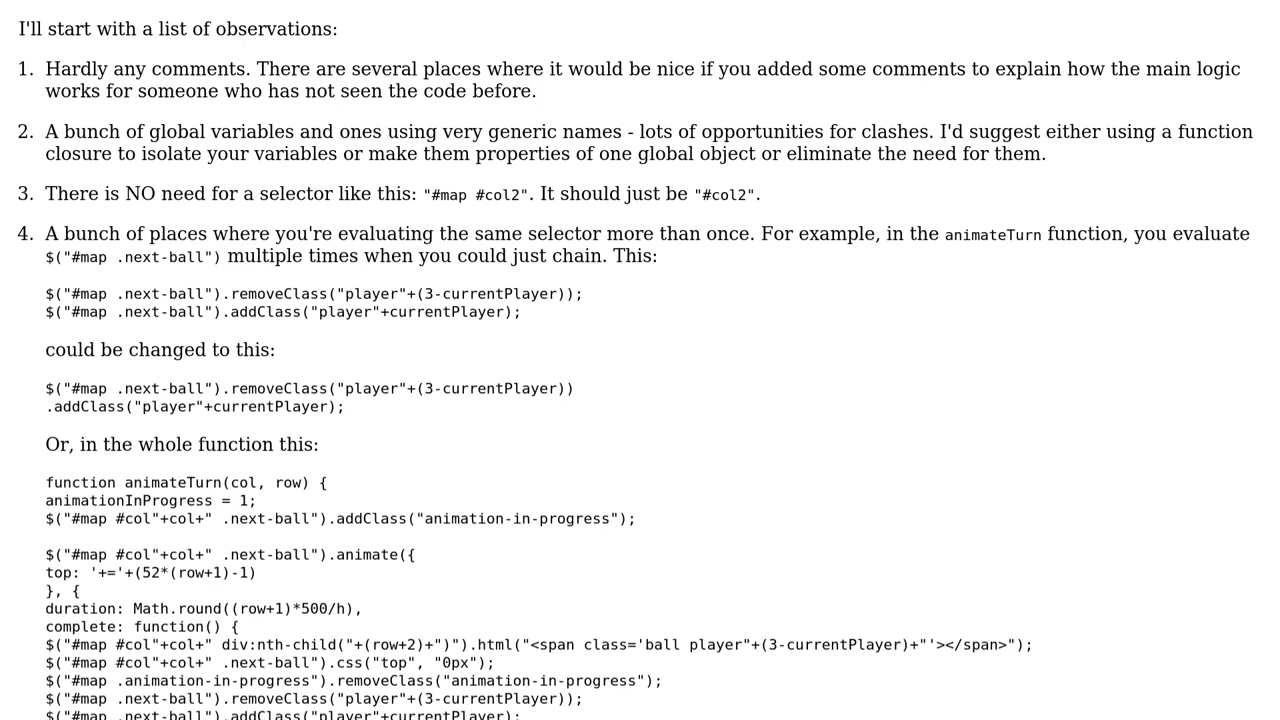 I'll start with a list of observations:
1. Hardly any comments. There are several places where it would be nice if you added some comments to explain how the main logic
works for someone who has not seen the code before.
2. A bunch of global variables and ones using very generic names - lots of opportunities for clashes. I'd suggest either using a function
closure to isolate your variables or make them properties of one global object or eliminate the need for them.
3. There is NO need for a selector like this: "#map #col2". It should just be "#col2".
4. A bunch of places where you're evaluating the same selector more than once. For example, in the animateTurn function, you evaluate
$("#map .next-ball") multiple times when you could just chain. This:
$("#map .next-ball").removeClass("player"+(3-currentPlayer));
$("#map .next-ball").addClass("player"+currentPlayer);
could be changed to this:
$("#map .next-ball").removeClass("player"+(3-currentPlayer))
.addClass("player"+currentPlayer);
Or, in the whole function this:
function animateTurn(col, row) {
animationInProgress = 1;
$("#map #col"+col+" .next-ball").addClass("animation-in-progress");
$("#map #col"+col+" .next-ball").animate({
top: '+='+(52*(row+1)-1)
}, {
duration: Math.round((row+1)*500/h),
complete: function() {
$("#map #col"+col+" div:nth-child("+(row+2)+")").html("<span class='ball player"+(3-currentPlayer)+"'></span>");
$("#map #col"+col+" .next-ball").css("top", "0px");
$("#map .animation-in-progress").removeClass("animation-in-progress");
$("#map .next-ball").removeClass("player"+(3-currentPlayer));
$("#map .next-ball").addClass("player"+currentPlayer);